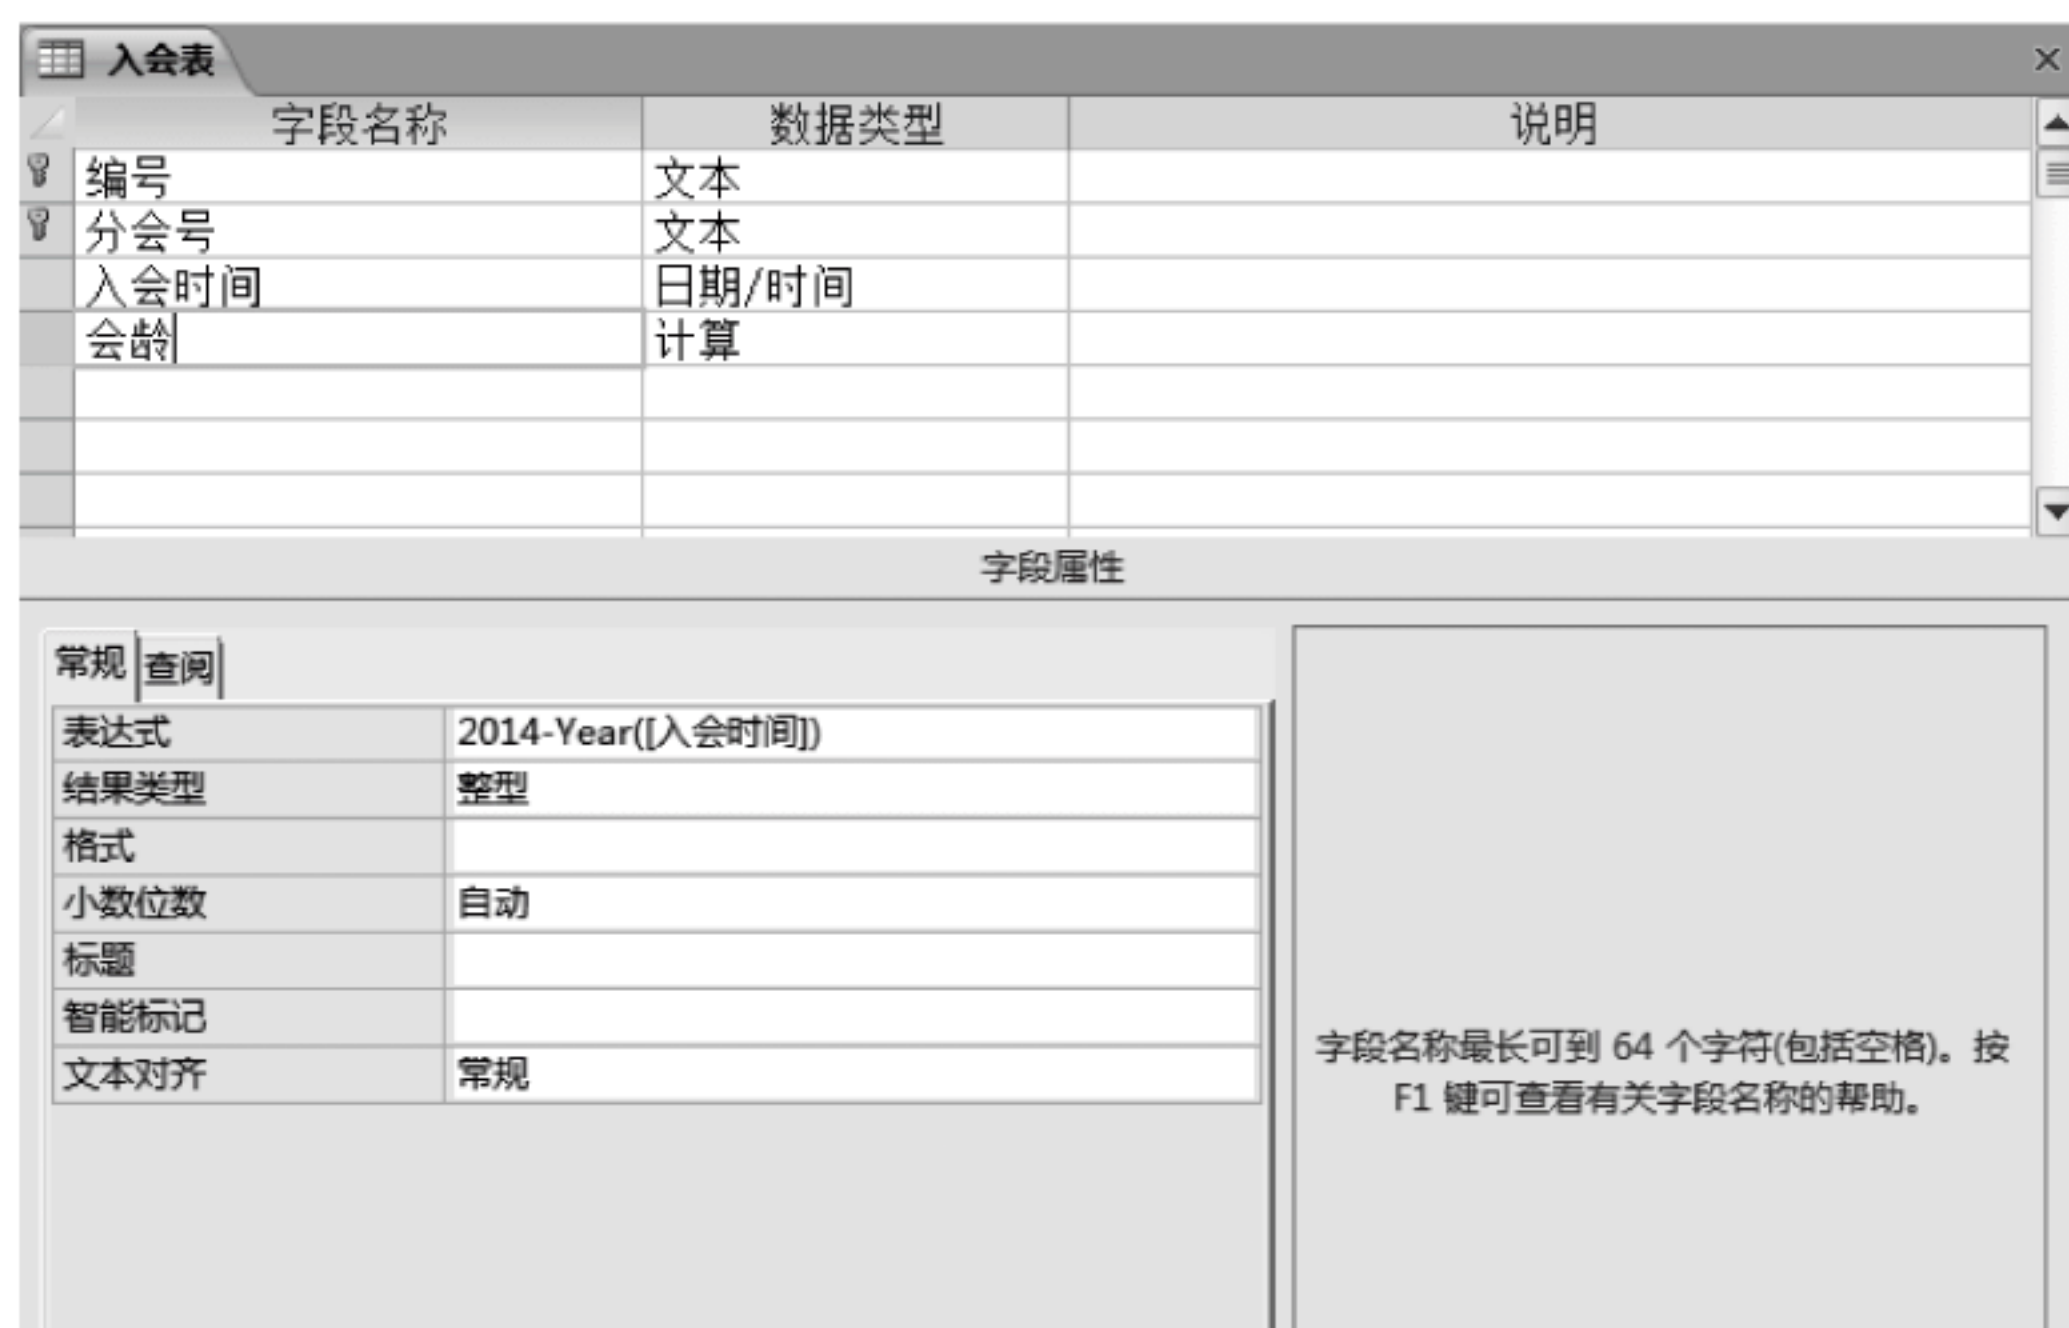 入会表
字段名称 数据类型 说明
编号 文本
分会号 文本
入会时间 日期/时间
会龄 计算
字段属性
常规 查阅
表达式 2014-Year([入会时间])
结果类型 整型
格式
小数位数 自动
标题
智能标记
文本对齐 常规
字段名称最长可到 64 个字符(包括空格)。按
F1 键可查看有关字段名称的帮助。